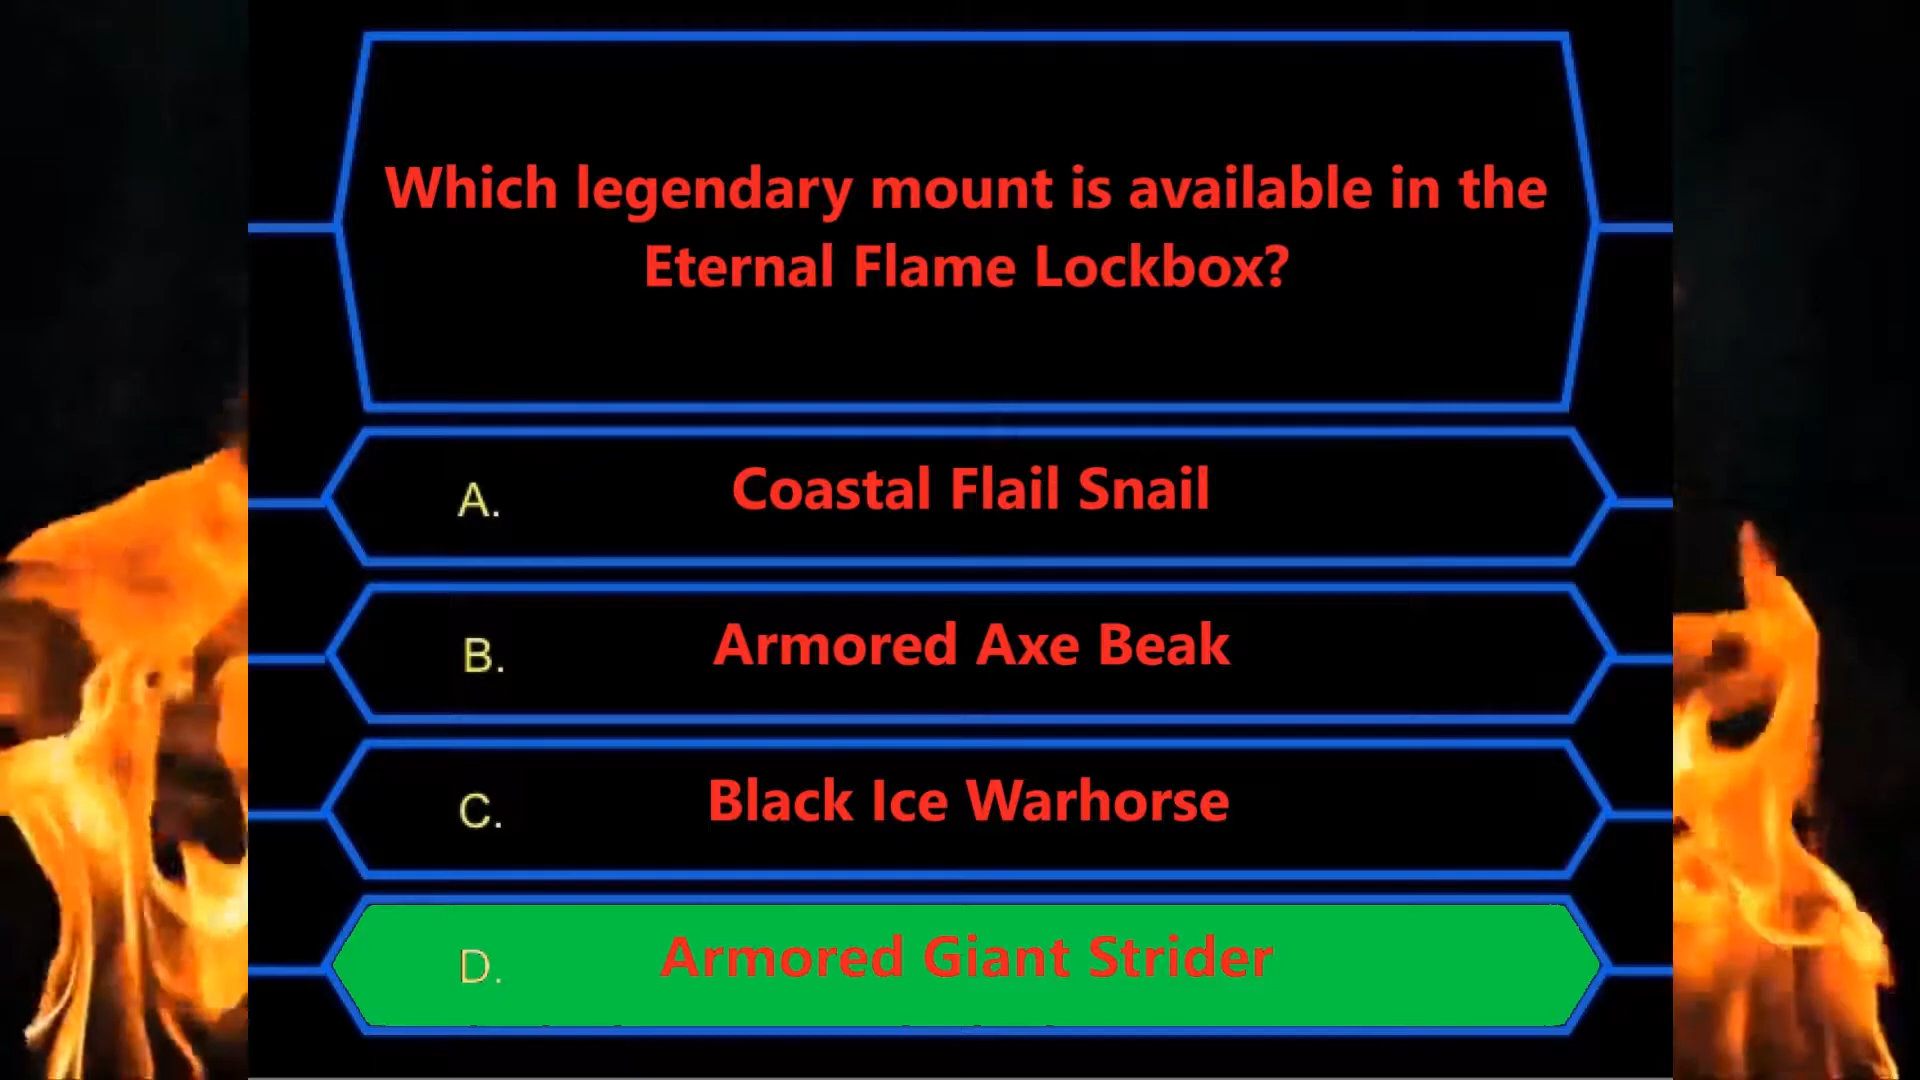 Which legendary mount is available in the
Eternal Flame Lockbox?
A. Coastal Flail Snail
B. Armored Axe Beak
C. Black Ice Warhorse
D. Armored Giant Strider